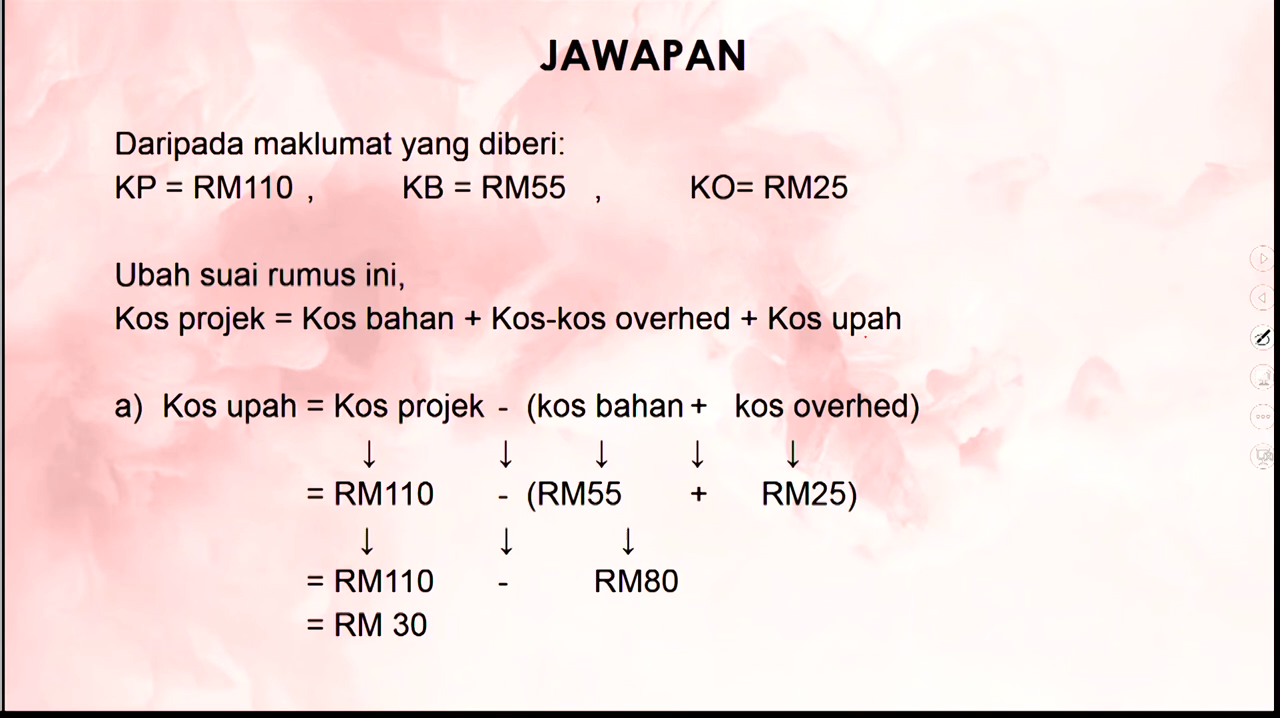 JAWAPAN
Daripada maklumat yang diberi:
KP = RM110 , KB = RM55 , KO= RM25
Ubah suai rumus ini,
Kos projek = Kos bahan + Kos-kos overhed + Kos upah
a) Kos upah = Kos projek - (kos bahan + kos overhed)
↓ ↓ ↓ ↓ ↓
= RM110 - (RM55 + RM25)
↓ ↓ ↓
= RM110 - RM80
= RM 30